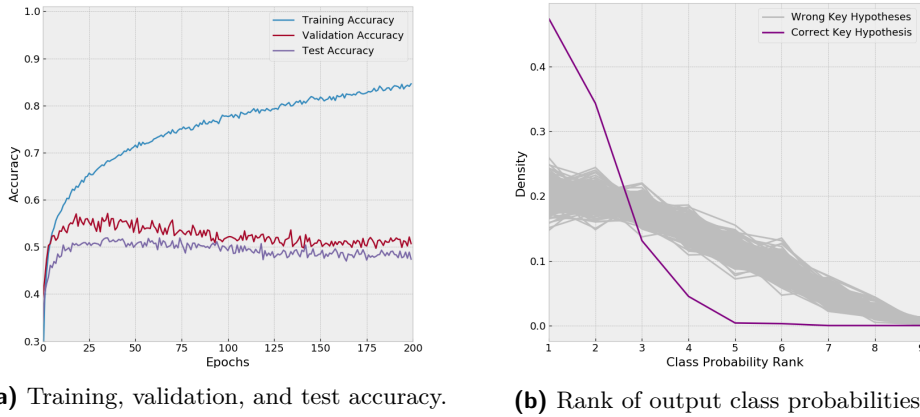 1.0
0.9
0.8
0.7
0.6
0.5
0.4
0.3
Accuracy
Training Accuracy
Validation Accuracy
Test Accuracy
0 25 50 75 100 125 150 175 200
Epochs
a) Training, validation, and test accuracy.
0.4
0.3
0.2
0.1
0.0
Density
Wrong Key Hypotheses
Correct Key Hypothesis
1 2 3 4 5 6 7 8 9
Class Probability Rank
(b) Rank of output class probabilities